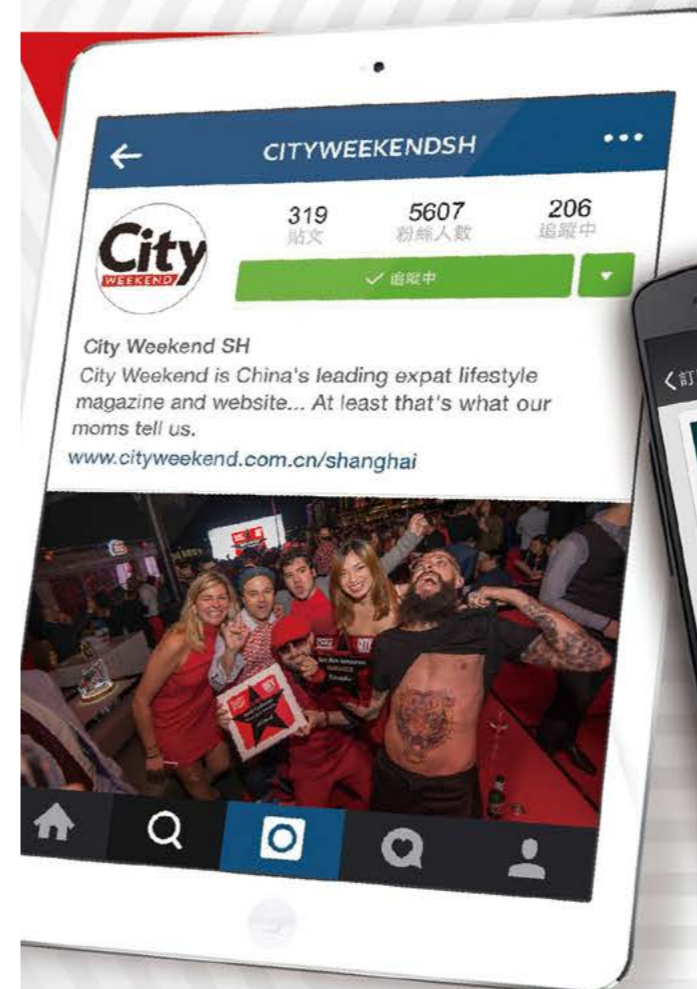 CITYWEEKENDSH
319
5607
206
貼文
粉絲人數
追蹤中
City
WEEKEND
✓ 追蹤中
City Weekend SH
City Weekend is China's leading expat lifestyle
magazine and website... At least that's what our
moms tell us.
www.cityweekend.com.cn/shanghai
訂